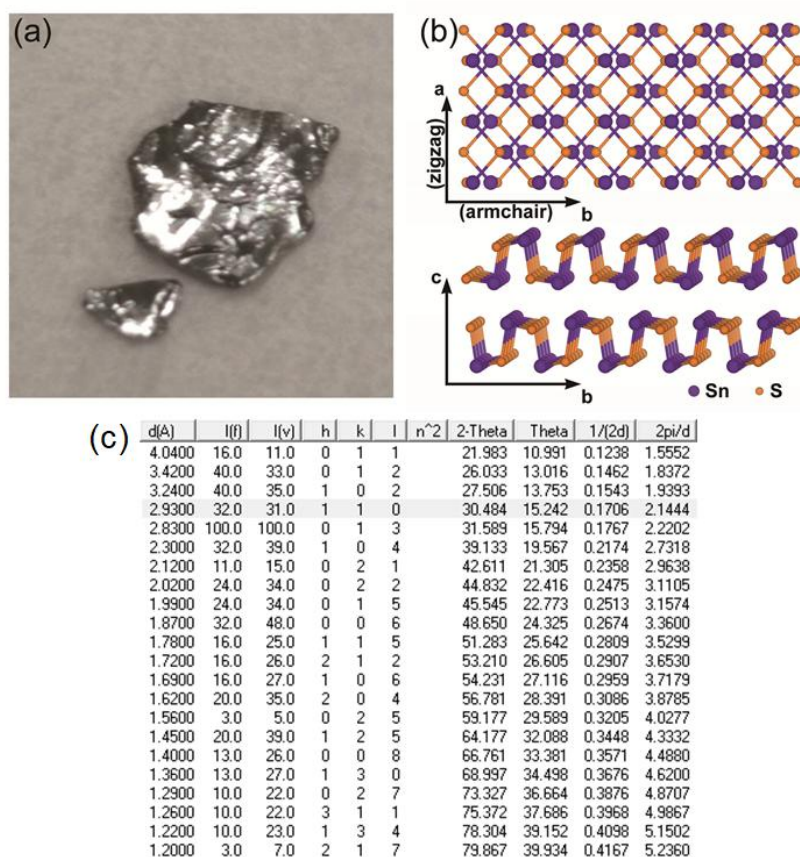 (a)
(b)
a
(zigzag)
(armchair)
b
c
b
Sn S
(c)
d(A) I(f) I(v) h k l n^2 2-Theta Theta 1/(2d) 2pi/d
4.0400 16.0 11.0 0 1 1 21.983 10.991 0.1238 1.5552
3.4200 40.0 33.0 0 1 2 26.033 13.016 0.1462 1.8372
3.2400 40.0 35.0 1 0 2 27.506 13.753 0.1543 1.9393
2.9300 32.0 31.0 1 1 0 30.484 15.242 0.1706 2.1444
2.8300 100.0 100.0 0 1 3 31.589 15.794 0.1767 2.2202
2.3000 32.0 39.0 1 0 4 39.133 19.567 0.2174 2.7318
2.1200 11.0 15.0 0 2 1 42.611 21.305 0.2358 2.9638
2.0200 24.0 34.0 0 2 2 44.832 22.416 0.2475 3.1105
1.9900 24.0 34.0 0 1 5 45.545 22.773 0.2513 3.1574
1.8700 32.0 48.0 0 0 6 48.650 24.325 0.2674 3.3600
1.7800 16.0 25.0 1 1 5 51.283 25.642 0.2809 3.5299
1.7200 16.0 26.0 2 1 2 53.210 26.605 0.2907 3.6530
1.6900 16.0 27.0 1 0 6 54.231 27.116 0.2959 3.7179
1.6200 20.0 35.0 2 0 4 56.781 28.391 0.3086 3.8785
1.5600 3.0 5.0 0 2 5 59.177 29.589 0.3205 4.0277
1.4500 20.0 39.0 1 2 5 64.177 32.088 0.3448 4.3332
1.4000 13.0 26.0 0 0 8 66.761 33.381 0.3571 4.4880
1.3600 13.0 27.0 1 3 0 68.997 34.498 0.3676 4.6200
1.2900 10.0 22.0 0 2 7 73.327 36.664 0.3876 4.8707
1.2600 10.0 22.0 3 1 1 75.372 37.686 0.3968 4.9867
1.2200 10.0 23.0 1 3 4 78.304 39.152 0.4098 5.1502
1.2000 3.0 7.0 2 1 7 79.867 39.934 0.4167 5.2360